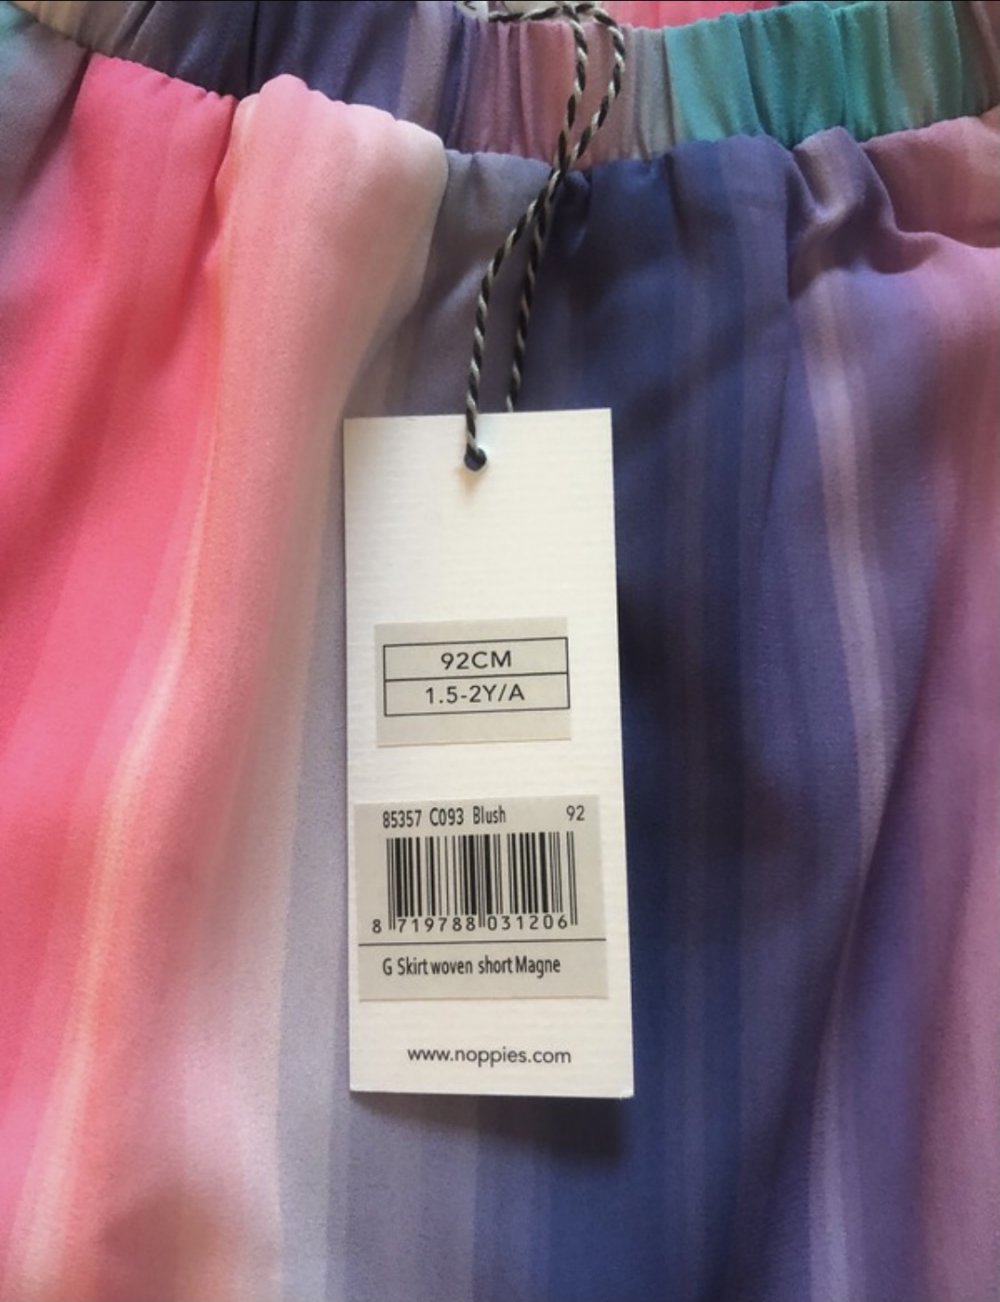 92CM
1.5-2Y/A
85357 C093 Blush 92
8 719788 031206
G Skirt woven short Magne
www.noppies.com